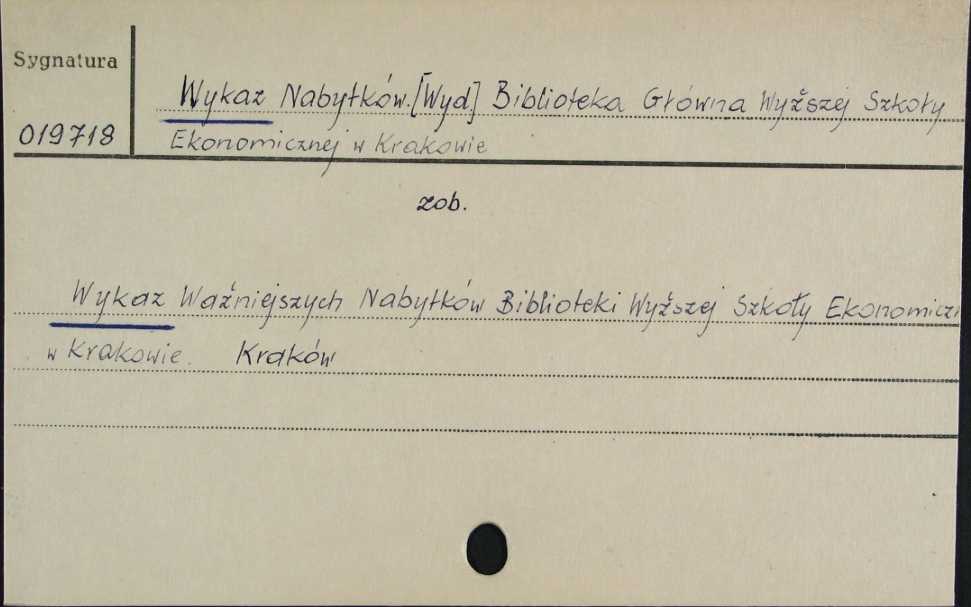 Sygnatura
019718
Wykaz Nabytków. [Wyd.] Biblioteka Główna Wyższej Szkoły
Ekonomicznej w Krakowie
zob.
Wykaz Ważniejszych Nabytków Biblioteki Wyższej Szkoły Ekonomicz
w Krakowie. Kraków